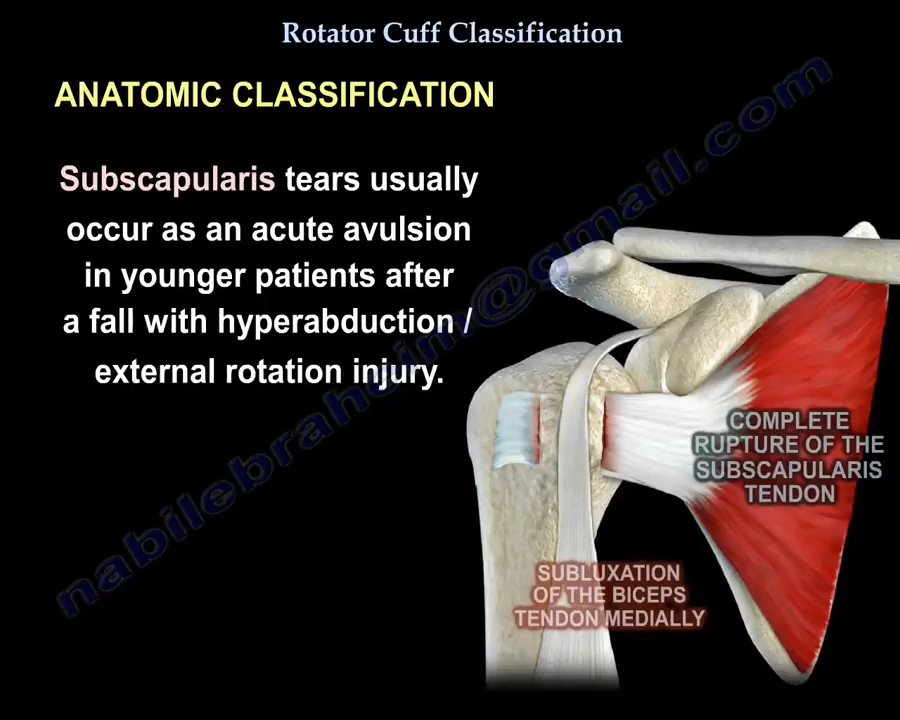 Rotator Cuff Classification
ANATOMIC CLASSIFICATION
Subscapularis tears usually
occur as an acute avulsion
in younger patients after
a fall with hyperabduction /
external rotation injury.
COMPLETE
RUPTURE OF THE
SUBSCAPULARIS
TENDON
SUBLUXATION
OF THE BICEPS
TENDON MEDIALLY
nabilebraheim@gmail.com